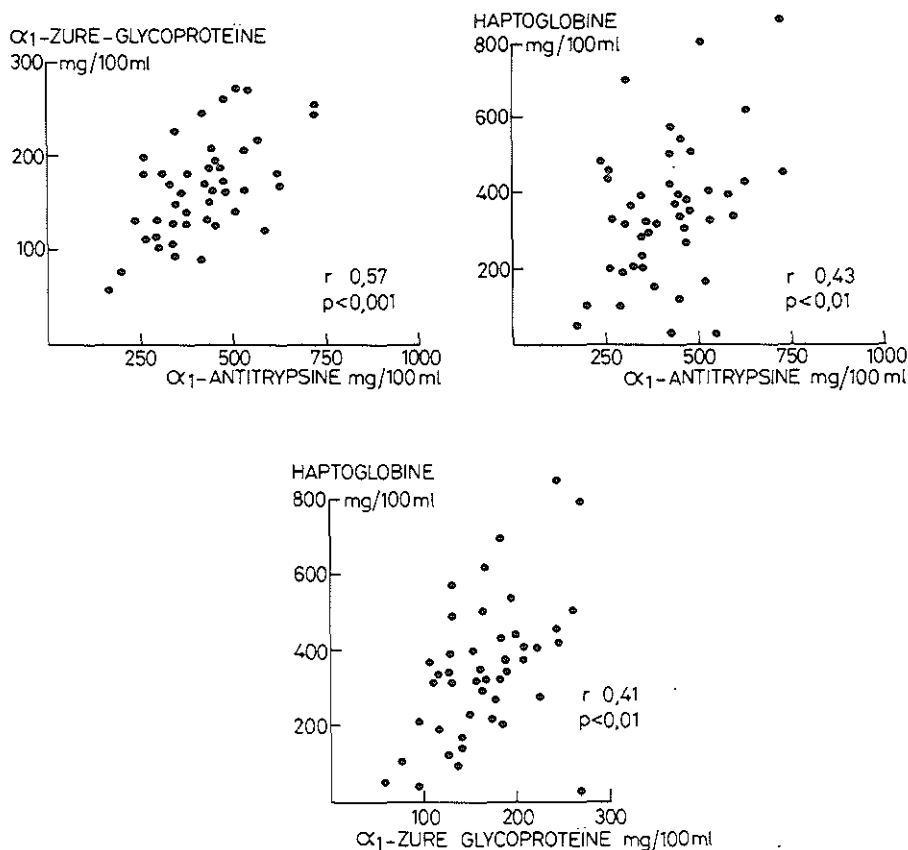 α1-ZURE-GLYCOPROTEÏNE
300 mg/100ml
200
100
r 0,57
p<0,001
250 500 750 1000
α1-ANTITRYPSINE mg/100ml
HAPTOGLOBINE
800 mg/100ml
600
400
200
r 0,43
p<0,01
250 500 750 1000
α1-ANTITRYPSINE mg/100ml
HAPTOGLOBINE
800 mg/100ml
600
400
200
r 0,41
p<0,01
100 200 300
α1-ZURE GLYCOPROTEÏNE mg/100ml